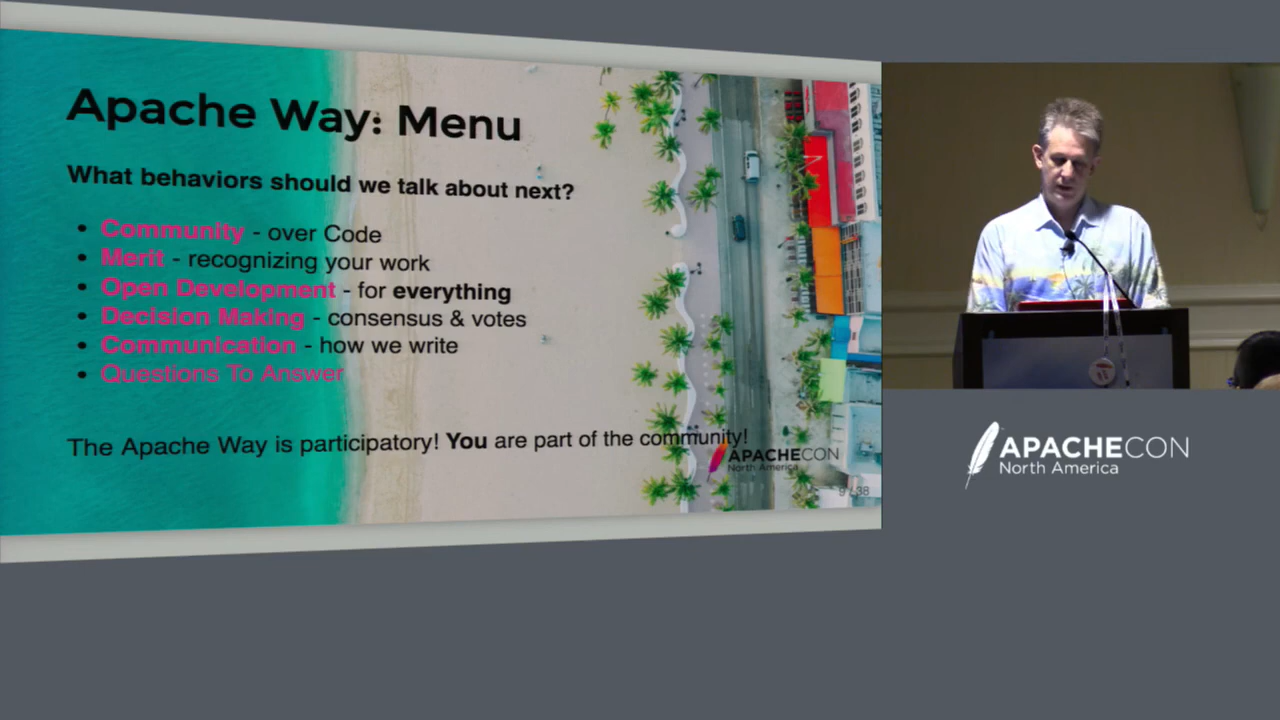 Apache Way: Menu
What behaviors should we talk about next?
• Community - over Code
• Merit - recognizing your work
• Open Development - for everything
• Decision Making - consensus & votes
• Communication - how we write
• Questions To Answer
The Apache Way is participatory! You are part of the community!
APACHECON
North America
9 / 38
APACHECON
North America